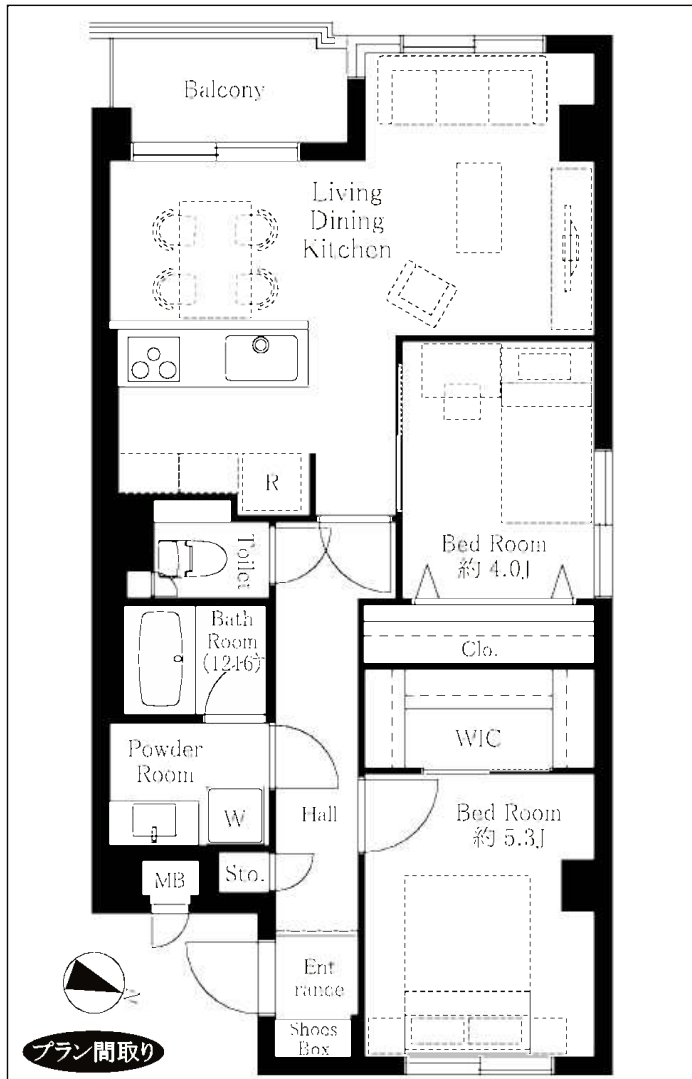 Balcony
Living
Dining
Kitchen
R
Toilet
Bed Room
約 4.0J
Bath
Room
(1216)
Clo.
WIC
Powder
Room
W
Hall
Bed Room
約 5.3J
MB
Sto.
Ent
rance
Shoes
Box
N
プラン間取り